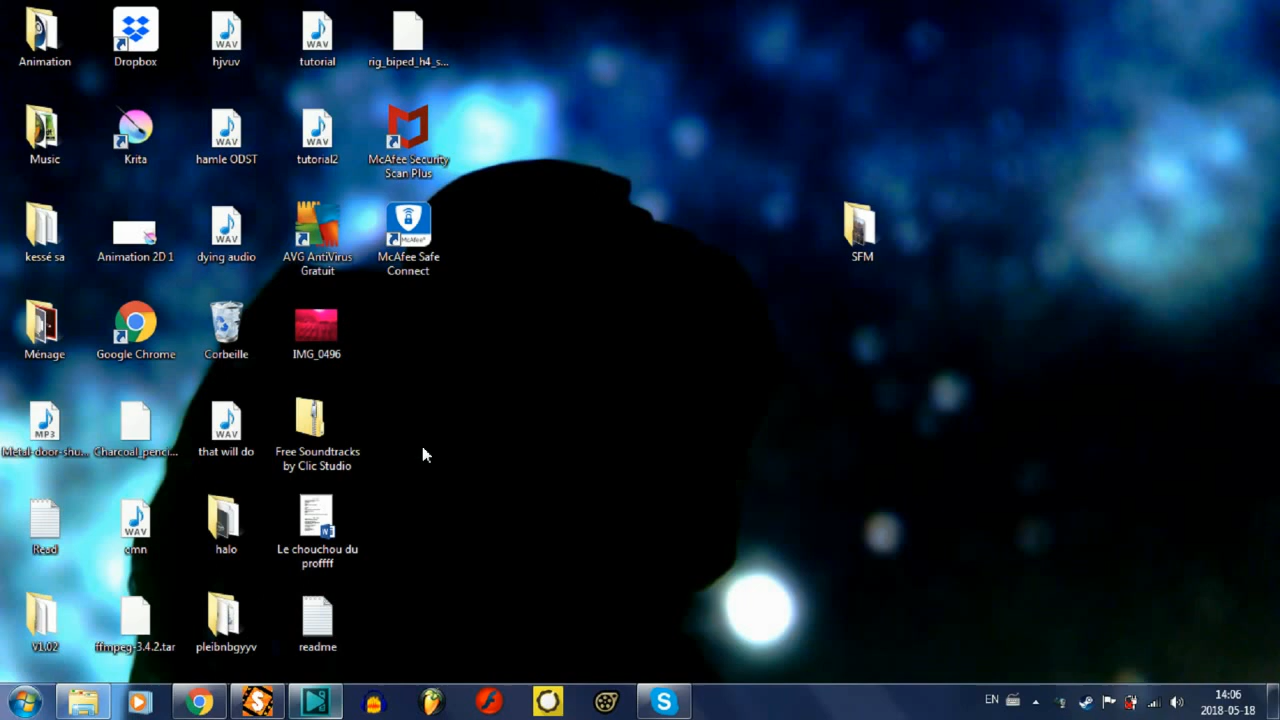 Animation
Dropbox
hjvuv
tutorial
rig_biped_h4_s...
WAV
WAV
Music
Krita
hamle ODST
tutorial2
McAfee Security
Scan Plus
WAV
WAV
kessé sa
Animation 2D 1
dying audio
AVG AntiVirus
Gratuit
McAfee Safe
Connect
SFM
WAV
McAfee
Ménage
Google Chrome
Corbeille
IMG_0496
MP3
WAV
Metal-door-shu...
Charcoal_penci...
that will do
Free Soundtracks
by Clic Studio
WAV
Read
cmn
halo
Le chouchou du
proffff
V1.02
ffmpeg-3.4.2.tar
pleibnbgyyv
readme
EN
14:06
2018-05-18